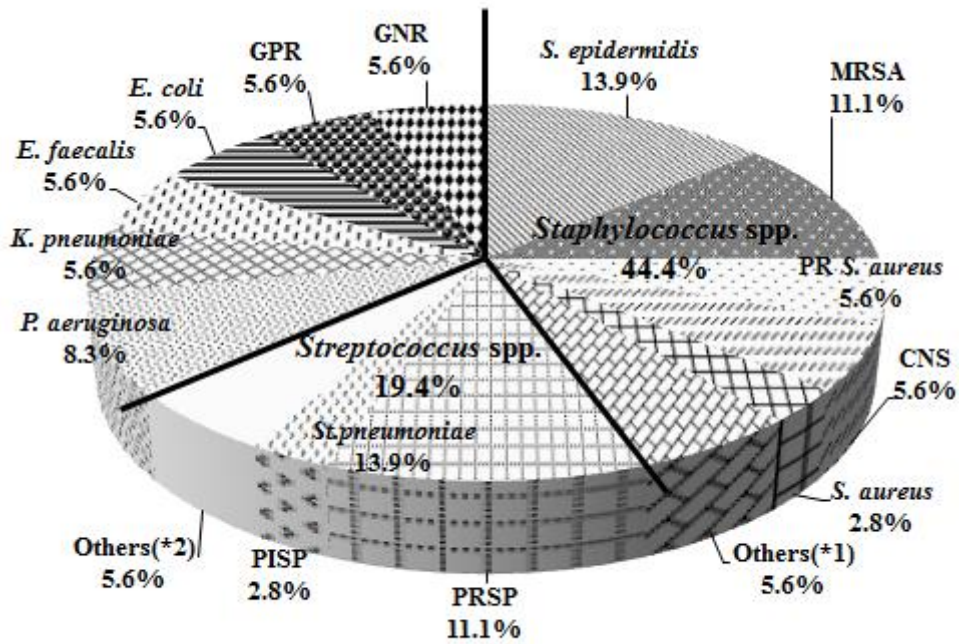 GNR
5.6%
S. epidermidis
13.9%
MRSA
11.1%
GPR
5.6%
E. coli
5.6%
E. faecalis
5.6%
K. pneumoniae
5.6%
P. aeruginosa
8.3%
Staphylococcus spp.
44.4%
PR S. aureus
5.6%
CNS
5.6%
S. aureus
2.8%
Others(*1)
5.6%
Streptococcus spp.
19.4%
St.pneumoniae
13.9%
PRSP
11.1%
PISP
2.8%
Others(*2)
5.6%